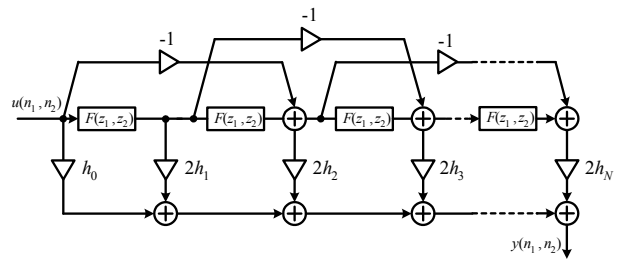 -1
-1
-1
u(n₁,n₂)
F(z₁,z₂)
F(z₁,z₂)
F(z₁,z₂)
F(z₁,z₂)
h₀
2h₁
2h₂
2h₃
2h_N
y(n₁,n₂)